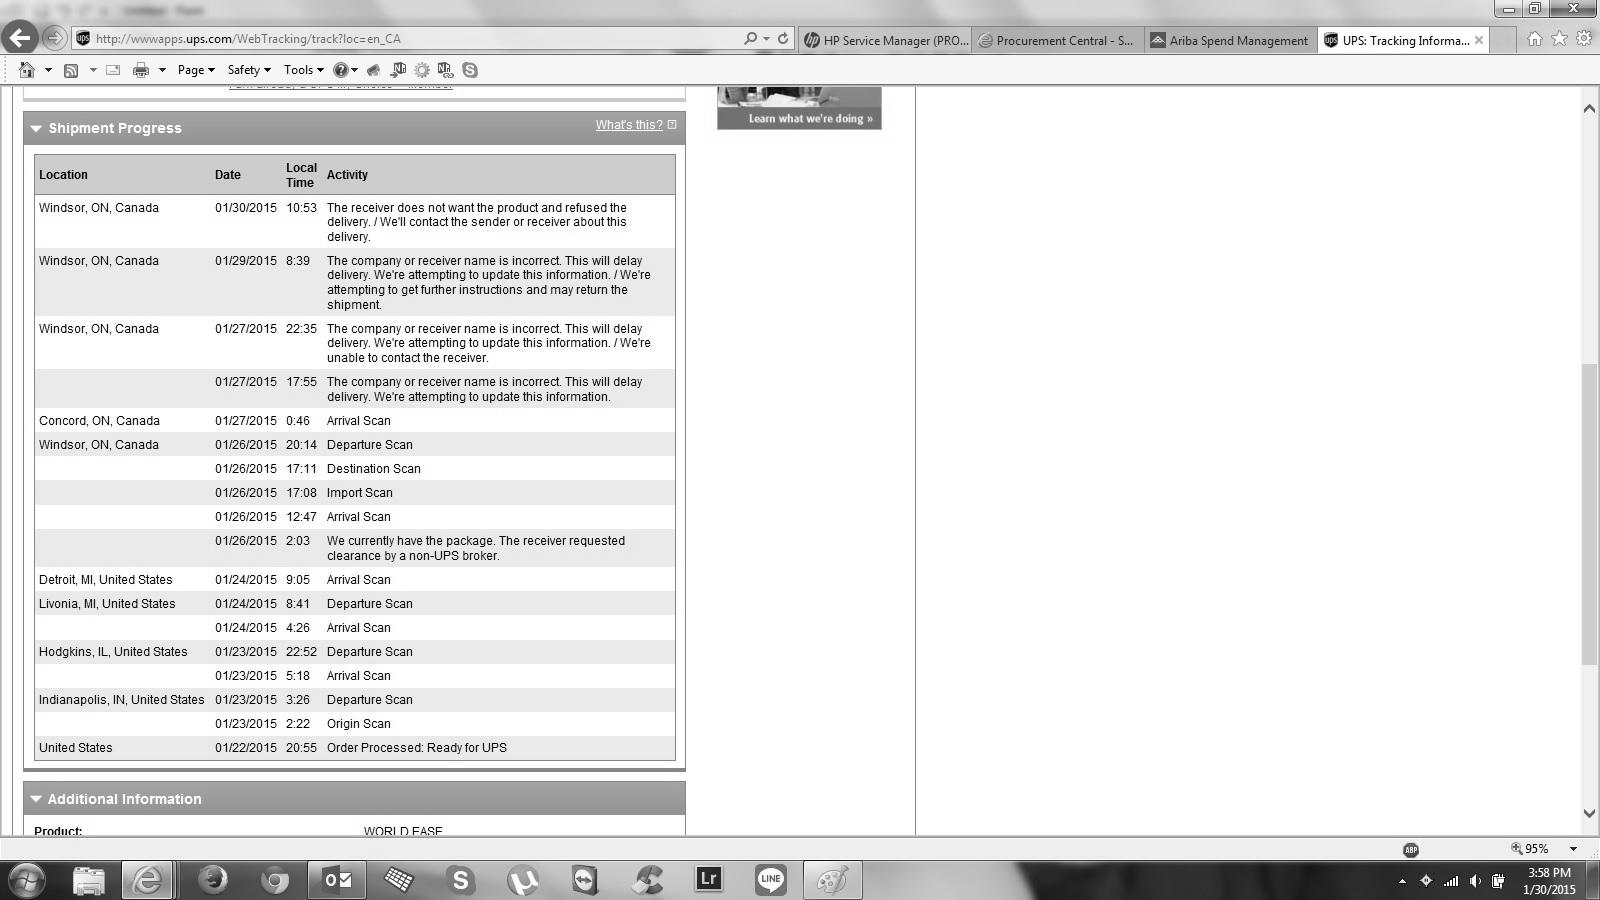 http://wwwapps.ups.com/WebTracking/track?loc=en_CA
HP Service Manager (PRO...
Procurement Central - S...
Ariba Spend Management
UPS: Tracking Informa...
Page Safety Tools
Learn what we're doing »
Shipment Progress What's this?
Location Date Local Time Activity
Windsor, ON, Canada 01/30/2015 10:53 The receiver does not want the product and refused the
delivery. / We'll contact the sender or receiver about this
delivery.
Windsor, ON, Canada 01/29/2015 8:39 The company or receiver name is incorrect. This will delay
delivery. We're attempting to update this information. / We're
attempting to get further instructions and may return the
shipment.
Windsor, ON, Canada 01/27/2015 22:35 The company or receiver name is incorrect. This will delay
delivery. We're attempting to update this information. / We're
unable to contact the receiver.
01/27/2015 17:55 The company or receiver name is incorrect. This will delay
delivery. We're attempting to update this information.
Concord, ON, Canada 01/27/2015 0:46 Arrival Scan
Windsor, ON, Canada 01/26/2015 20:14 Departure Scan
01/26/2015 17:11 Destination Scan
01/26/2015 17:08 Import Scan
01/26/2015 12:47 Arrival Scan
01/26/2015 2:03 We currently have the package. The receiver requested
clearance by a non-UPS broker.
Detroit, MI, United States 01/24/2015 9:05 Arrival Scan
Livonia, MI, United States 01/24/2015 8:41 Departure Scan
01/24/2015 4:26 Arrival Scan
Hodgkins, IL, United States 01/23/2015 22:52 Departure Scan
01/23/2015 5:18 Arrival Scan
Indianapolis, IN, United States 01/23/2015 3:26 Departure Scan
01/23/2015 2:22 Origin Scan
United States 01/22/2015 20:55 Order Processed: Ready for UPS
Additional Information
Product: WORLD EASE
ABP
95%
Lr
LINE
3:58 PM
1/30/2015